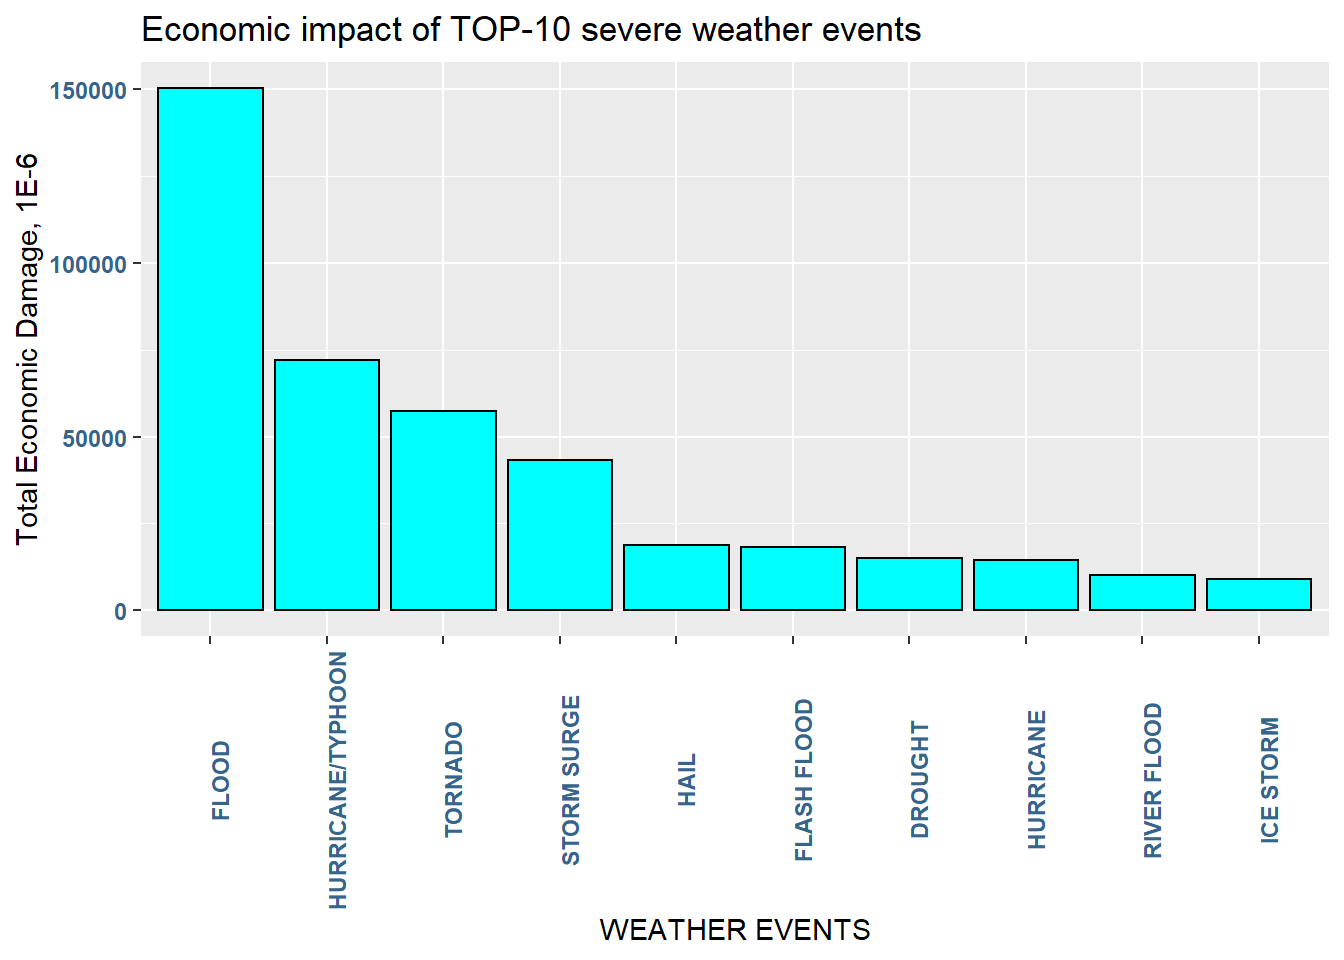 Economic impact of TOP-10 severe weather events
Total Economic Damage, 1E-6
150000
100000
50000
0
FLOOD
HURRICANE/TYPHOON
TORNADO
STORM SURGE
HAIL
FLASH FLOOD
DROUGHT
HURRICANE
RIVER FLOOD
ICE STORM
WEATHER EVENTS